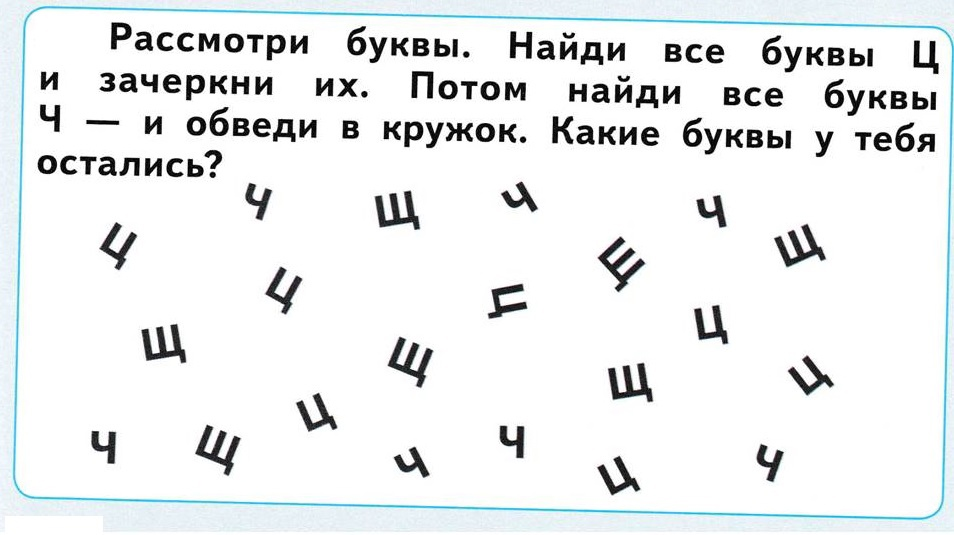 Рассмотри буквы. Найди все буквы Ц
и зачеркни их. Потом найди все буквы
Ч — и обведи в кружок. Какие буквы у тебя
остались?
Ч Щ Ч Ч
Ц Щ Щ
Ц Ц Ц
Щ Щ Щ Ц
Ц
Ч Щ Ч Ч Ц Ч